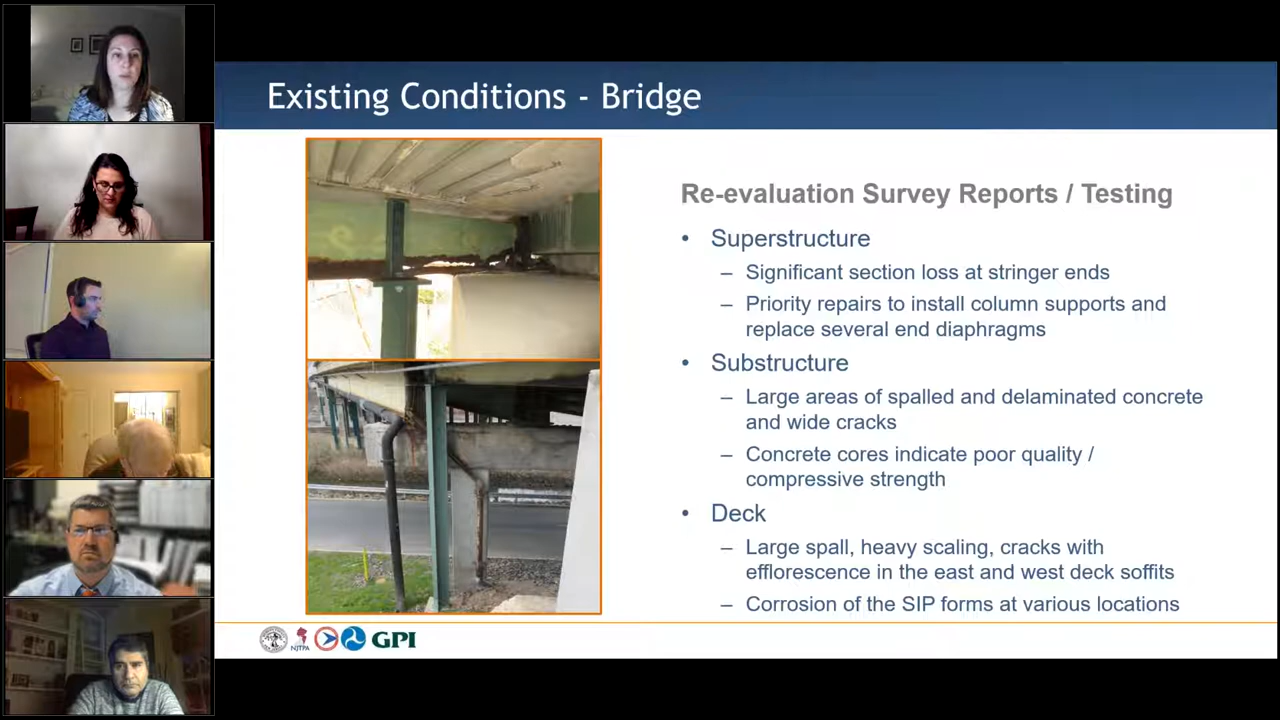 Existing Conditions - Bridge
Re-evaluation Survey Reports / Testing
• Superstructure
– Significant section loss at stringer ends
– Priority repairs to install column supports and
replace several end diaphragms
• Substructure
– Large areas of spalled and delaminated concrete
and wide cracks
– Concrete cores indicate poor quality /
compressive strength
• Deck
– Large spall, heavy scaling, cracks with
efflorescence in the east and west deck soffits
– Corrosion of the SIP forms at various locations
NJTPA
GPI